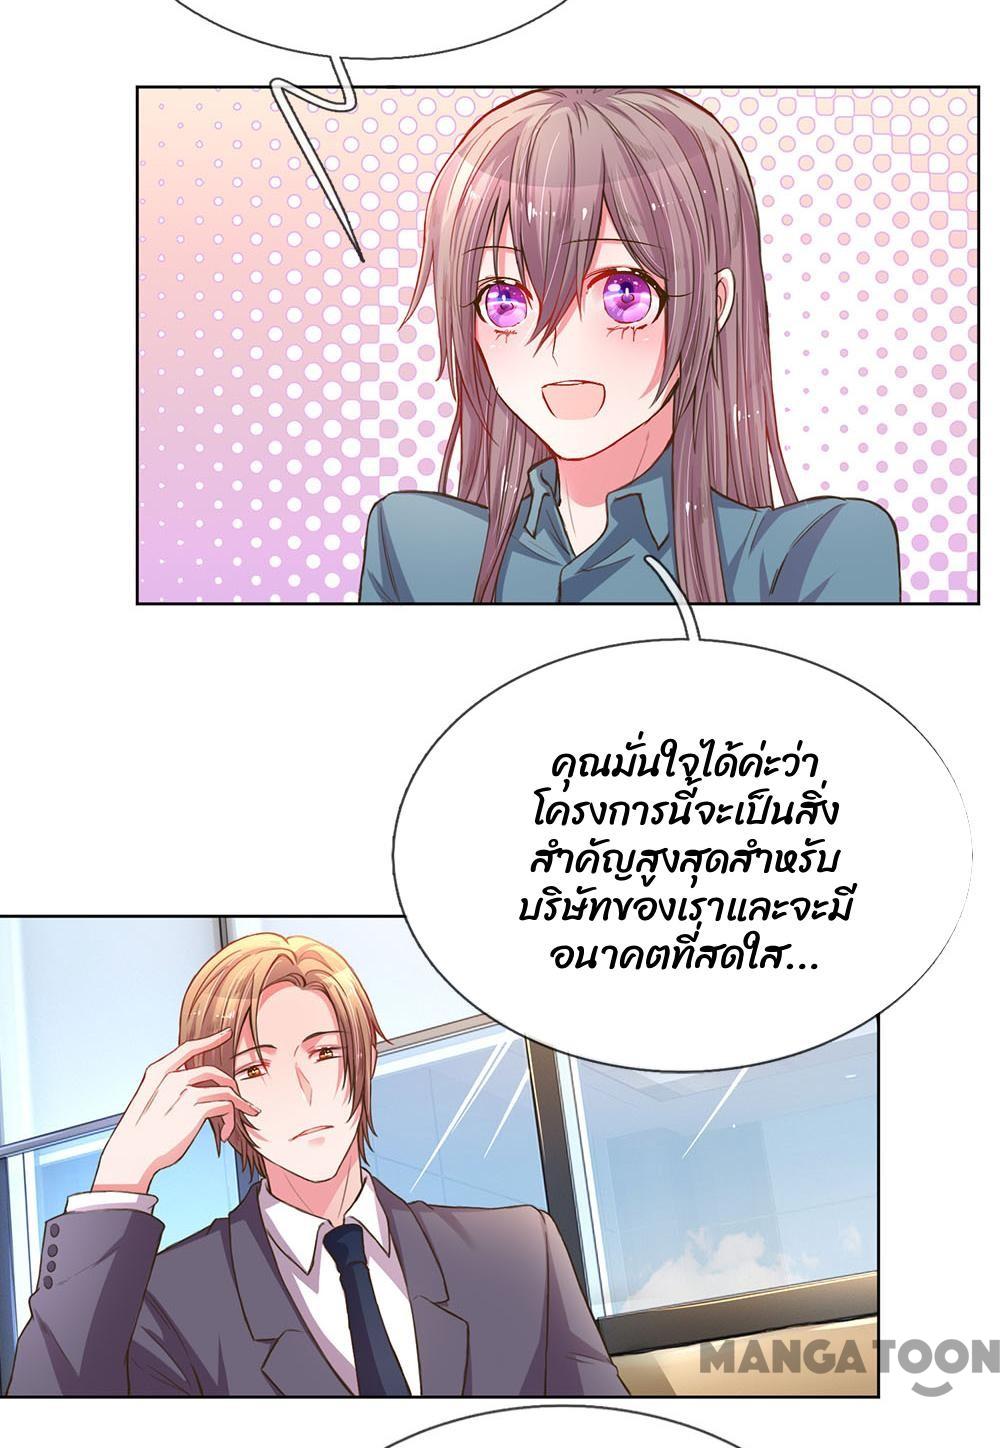 คุณมั่นใจได้ค่ะว่า
โครงการนี้จะเป็นสิ่ง
สำคัญสูงสุดสำหรับ
บริษัทของเราและจะมี
อนาคตที่สดใส...
MANGATOON